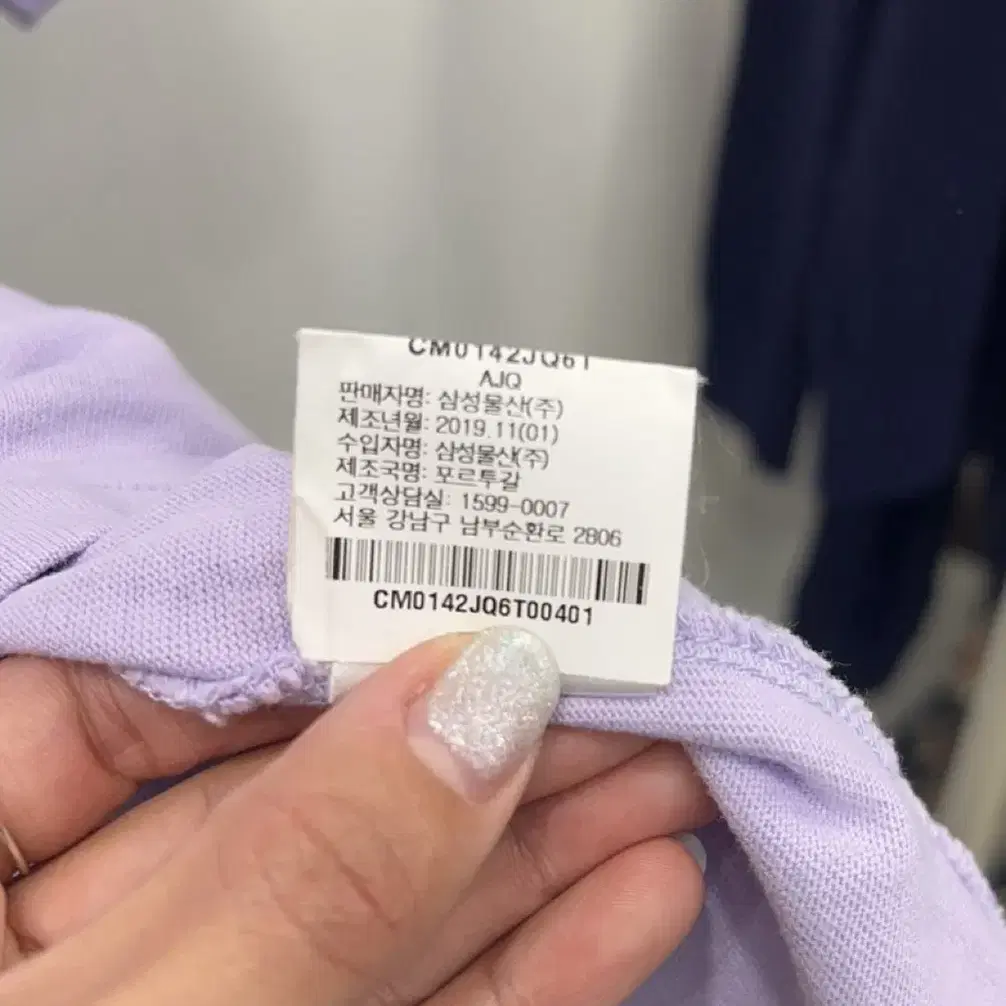 CM0142JQ61
AJQ
판매자명: 삼성물산(주)
제조년월: 2019.11(01)
수입자명: 삼성물산(주)
제조국명: 포르투갈
고객상담실: 1599-0007
서울 강남구 남부순환로 2806
CM0142JQ6T00401